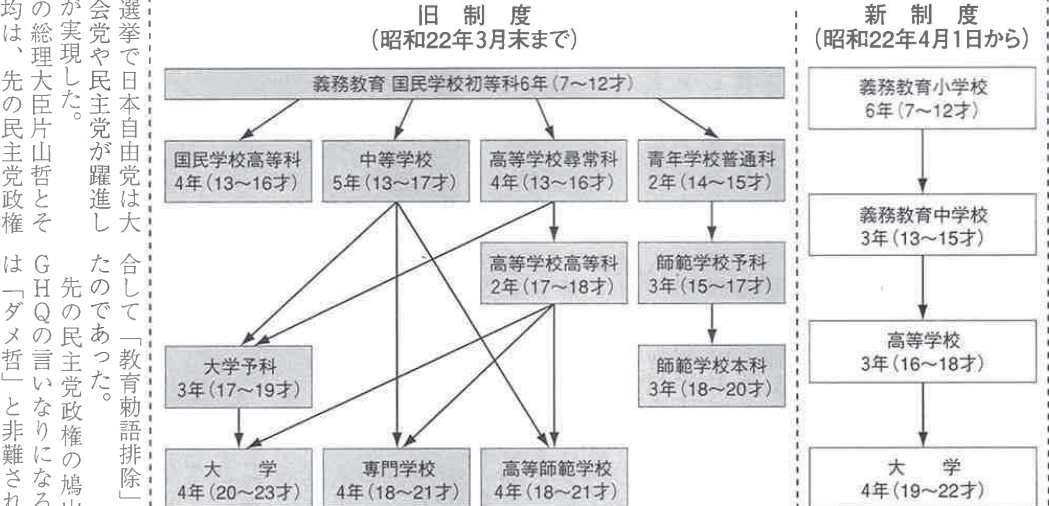 選挙で日本自由党は大
会党や民主党が躍進し
が実現した。
の総理大臣片山哲とそ
均は、先の民主党政権
合して「教育勅語排除」
たのであった。
先の民主党政権の鳩山
GHQの言いなりになろ
は「ダメ哲」と非難され
旧制度
(昭和22年3月末まで)
義務教育 国民学校初等科6年(7〜12才)
国民学校高等科
4年(13〜16才)
中等学校
5年(13〜17才)
高等学校尋常科
4年(13〜16才)
青年学校普通科
2年(14〜15才)
高等学校高等科
2年(17〜18才)
師範学校予科
3年(15〜17才)
大学予科
3年(17〜19才)
師範学校本科
3年(18〜20才)
大 学
4年(20〜23才)
専門学校
4年(18〜21才)
高等師範学校
4年(18〜21才)
新制度
(昭和22年4月1日から)
義務教育小学校
6年(7〜12才)
義務教育中学校
3年(13〜15才)
高等学校
3年(16〜18才)
大 学
4年(19〜22才)